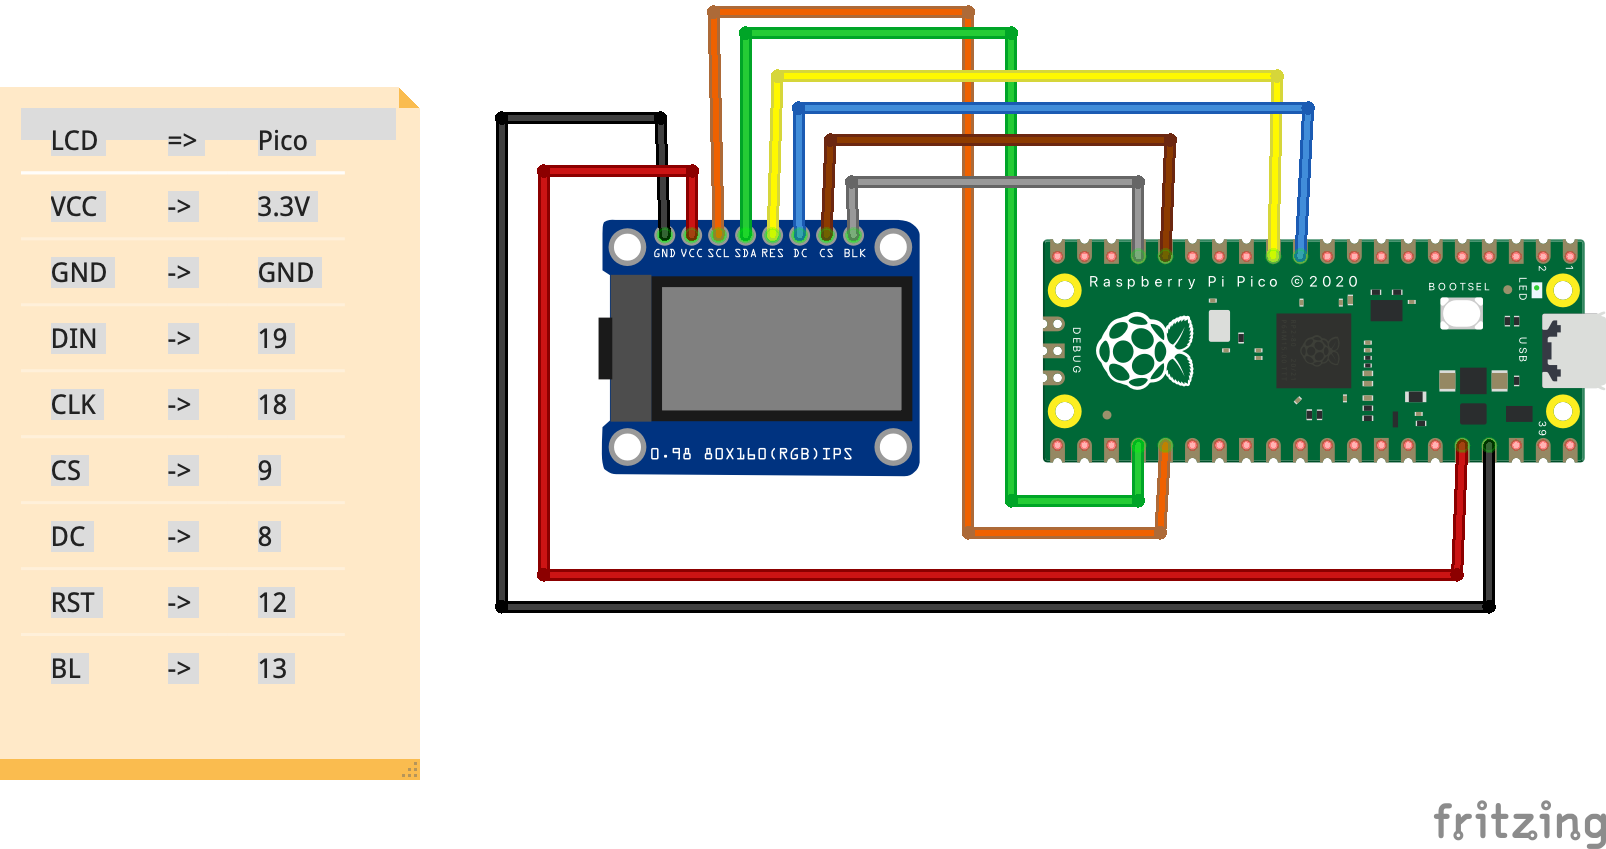 LCD => Pico
VCC -> 3.3V
GND -> GND
DIN -> 19
CLK -> 18
CS -> 9
DC -> 8
RST -> 12
BL -> 13
GND VCC SCL SDA RES DC CS BLK
0.98 80X160(RGB)IPS
Raspberry Pi Pico ©2020
BOOTSEL
LED
2
1
DEBUG
USB
39
fritzing